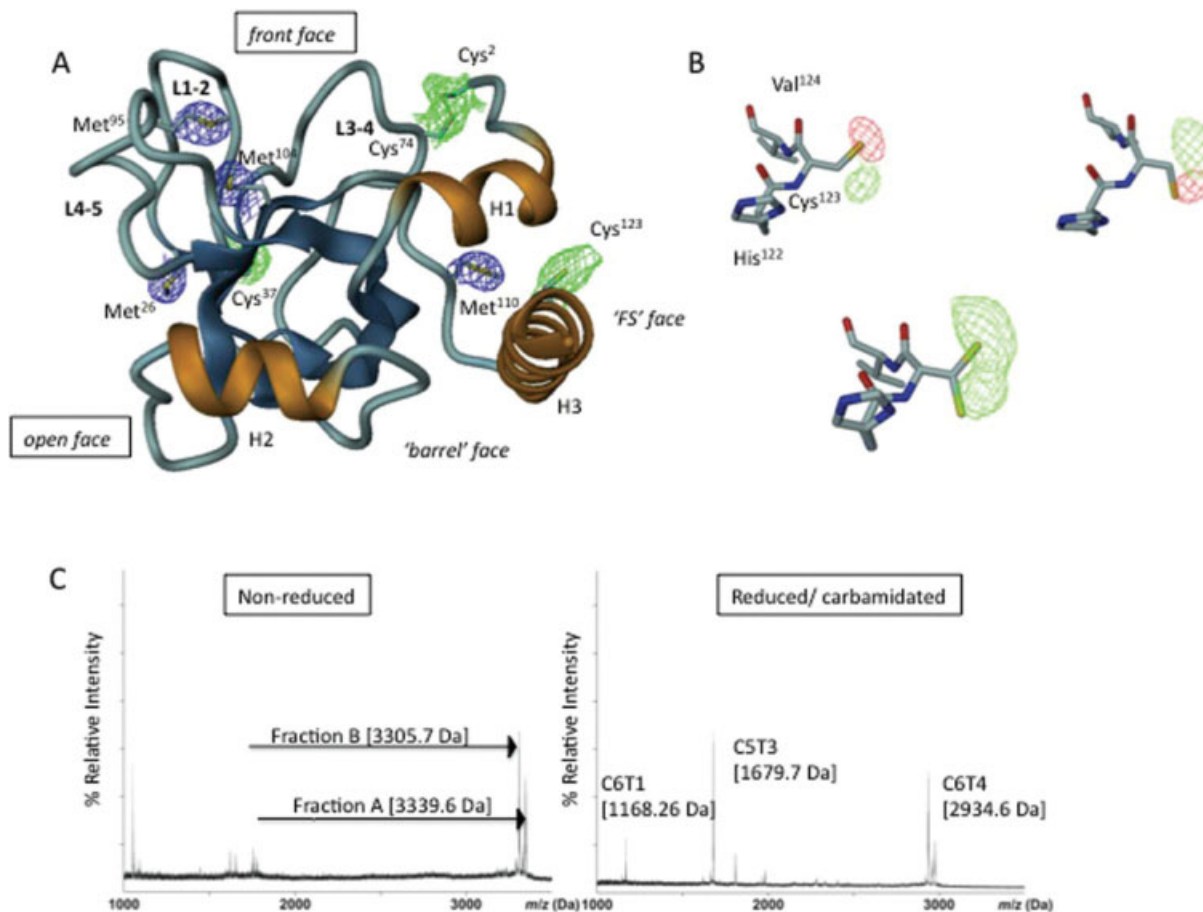 front face
A
Cys²
B
L1-2
Val¹²⁴
Met⁹⁵
L3-4
Cys⁷⁴
Met¹⁰⁴
L4-5
H1
Cys¹²³
Cys¹²³
His¹²²
Met²⁶
Cys³⁷
Met¹¹⁰
'FS' face
H3
open face
H2
'barrel' face
C
Non-reduced
Reduced/ carbamidated
% Relative Intensity
Fraction B [3305.7 Da]
Fraction A [3339.6 Da]
1000 2000 3000 m/z (Da)
% Relative Intensity
C5T3
[1679.7 Da]
C6T1
[1168.26 Da]
C6T4
[2934.6 Da]
1000 2000 3000 m/z (Da)